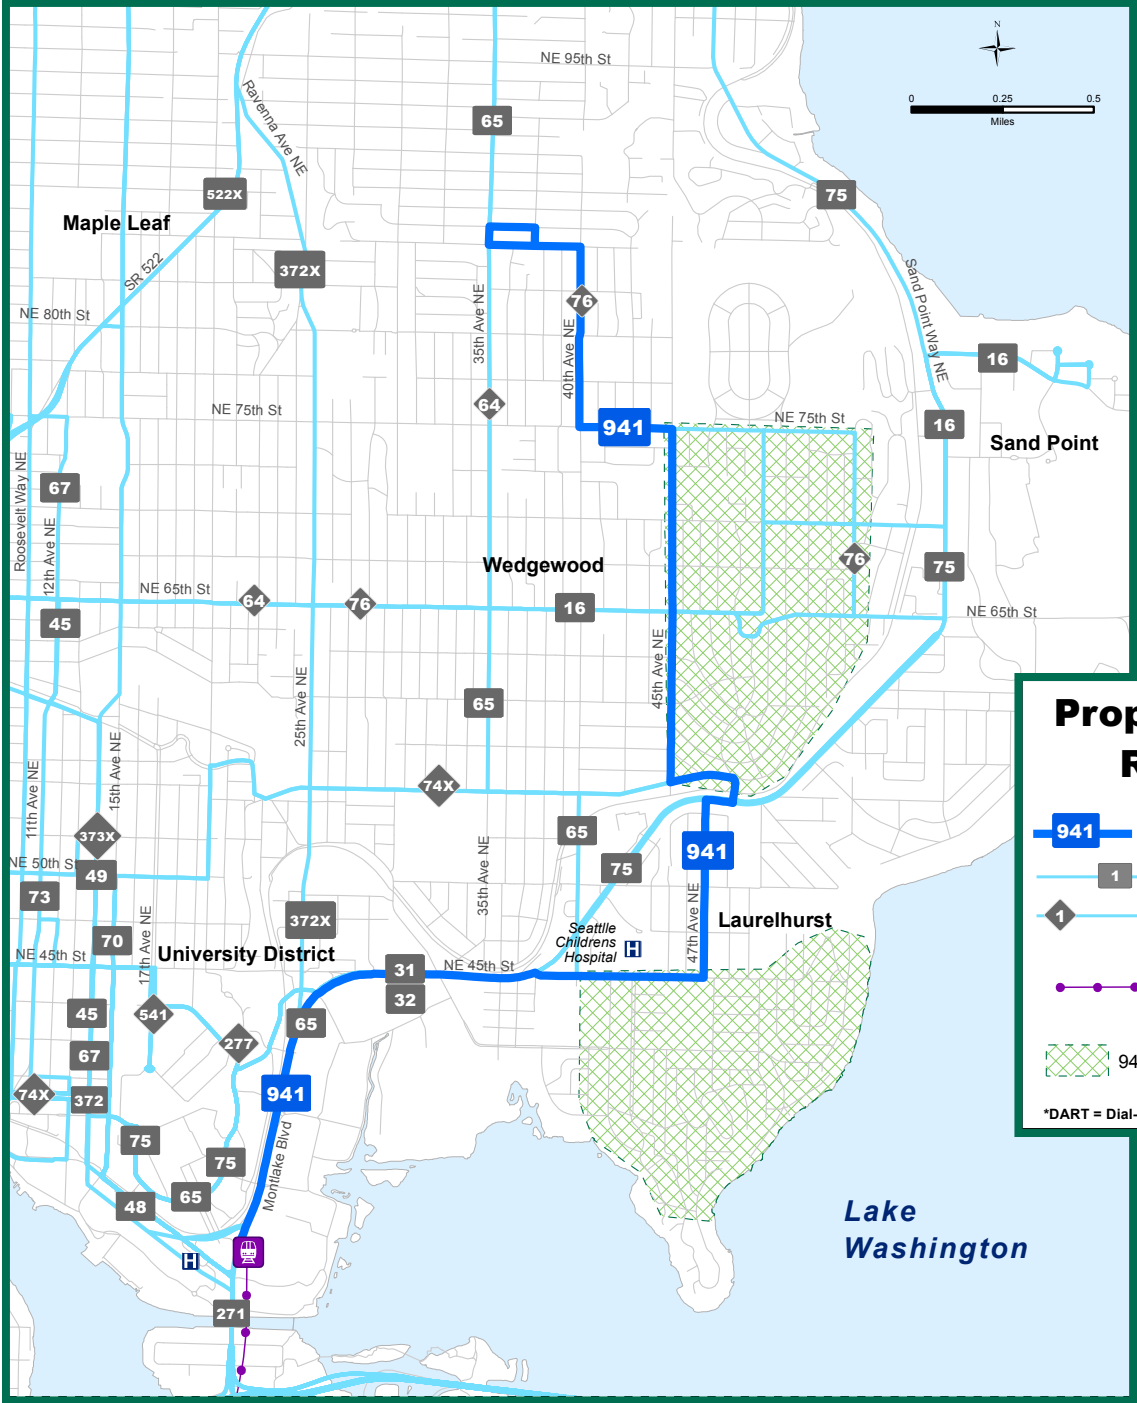 N
0 0.25 0.5
Miles
NE 95th St
65
Ravenna Ave NE
522X
75
Maple Leaf
SR 522
372X
Sand Point Way NE
76
35th Ave NE
40th Ave NE
NE 80th St
16
64
NE 75th St
941
NE 75th St
16
Sand Point
Roosevelt Way NE
67
12th Ave NE
Wedgewood
76
75
NE 65th St
64
76
16
NE 65th St
45
45th Ave NE
25th Ave NE
65
Prop
R
11th Ave NE
15th Ave NE
74X
373X
65
941
941
NE 50th St
49
35th Ave NE
75
1
73
372X
47th Ave NE
Laurelhurst
1
70
17th Ave NE
University District
Seattlle
Childrens
Hospital
H
NE 45th St
31
NE 45th St
32
45
541
65
277
67
94
74X
372
941
*DART = Dial-
75
75
Montlake Blvd
65
48
Lake
Washington
H
271